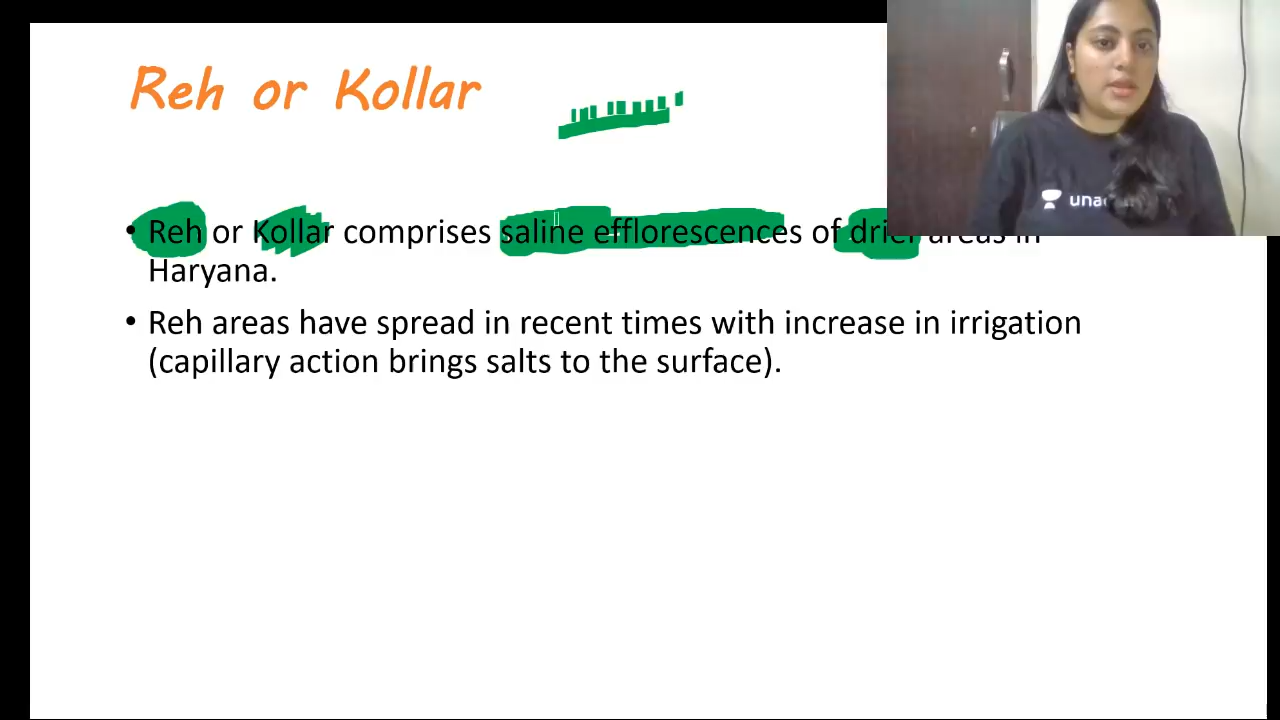 Reh or Kollar
• Reh or Kollar comprises saline efflorescences of drier areas in
Haryana.
• Reh areas have spread in recent times with increase in irrigation
(capillary action brings salts to the surface).